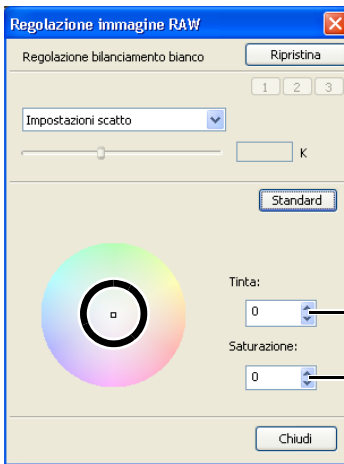 Regolazione immagine RAW
Regolazione bilanciamento bianco Ripristina
1 2 3
Impostazioni scatto
K
Standard
Tinta:
0
Saturazione:
0
Chiudi